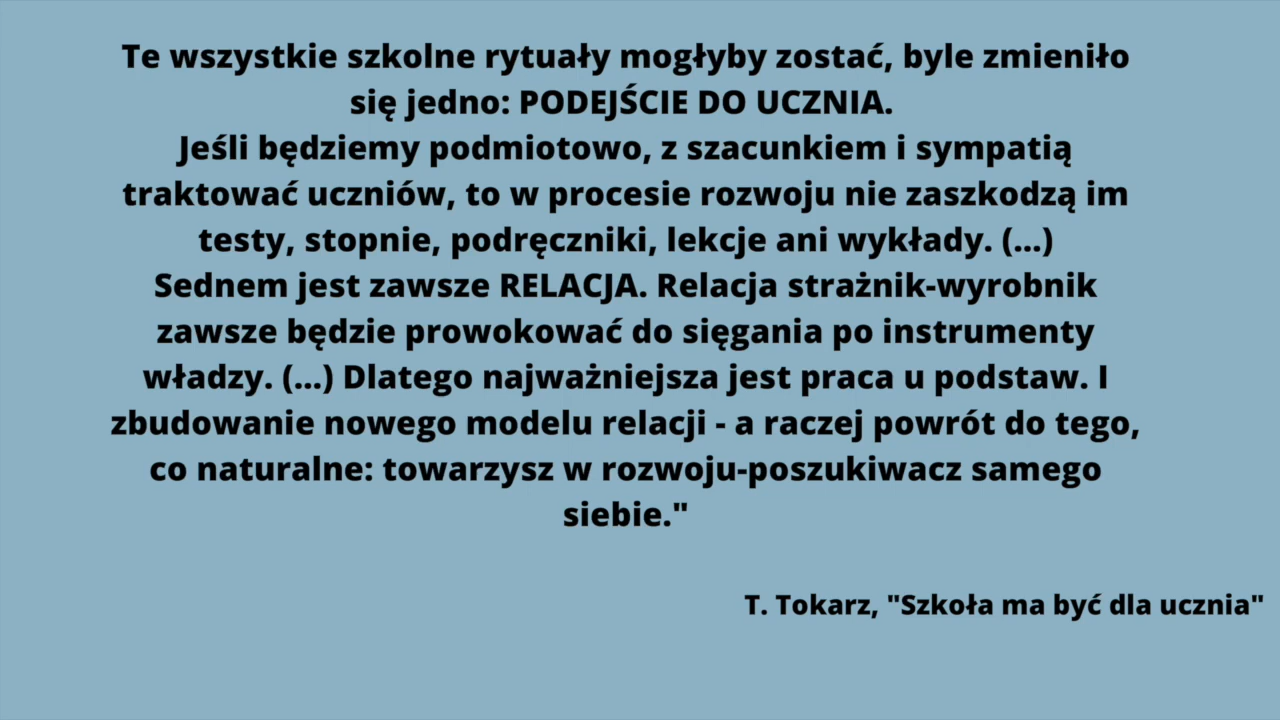 Te wszystkie szkolne rytuały mogłyby zostać, byle zmieniło
się jedno: PODEJŚCIE DO UCZNIA.
Jeśli będziemy podmiotowo, z szacunkiem i sympatią
traktować uczniów, to w procesie rozwoju nie zaszkodzą im
testy, stopnie, podręczniki, lekcje ani wykłady. (...)
Sednem jest zawsze RELACJA. Relacja strażnik-wyrobnik
zawsze będzie prowokować do sięgania po instrumenty
władzy. (...) Dlatego najważniejsza jest praca u podstaw. I
zbudowanie nowego modelu relacji - a raczej powrót do tego,
co naturalne: towarzysz w rozwoju-poszukiwacz samego
siebie."
T. Tokarz, "Szkoła ma być dla ucznia"